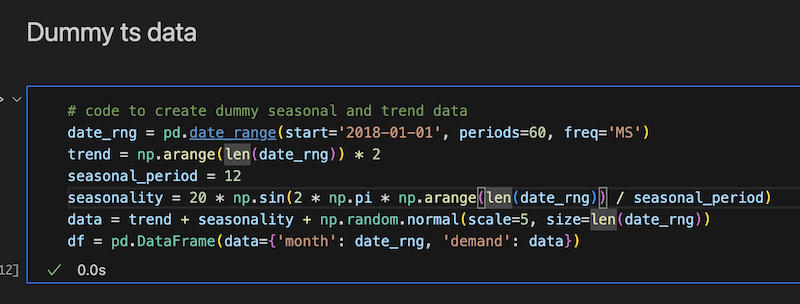 Dummy ts data
# code to create dummy seasonal and trend data
date_rng = pd.date_range(start='2018-01-01', periods=60, freq='MS')
trend = np.arange(len(date_rng)) * 2
seasonal_period = 12
seasonality = 20 * np.sin(2 * np.pi * np.arange(len(date_rng)) / seasonal_period)
data = trend + seasonality + np.random.normal(scale=5, size=len(date_rng))
df = pd.DataFrame(data={'month': date_rng, 'demand': data})
12] ✓ 0.0s